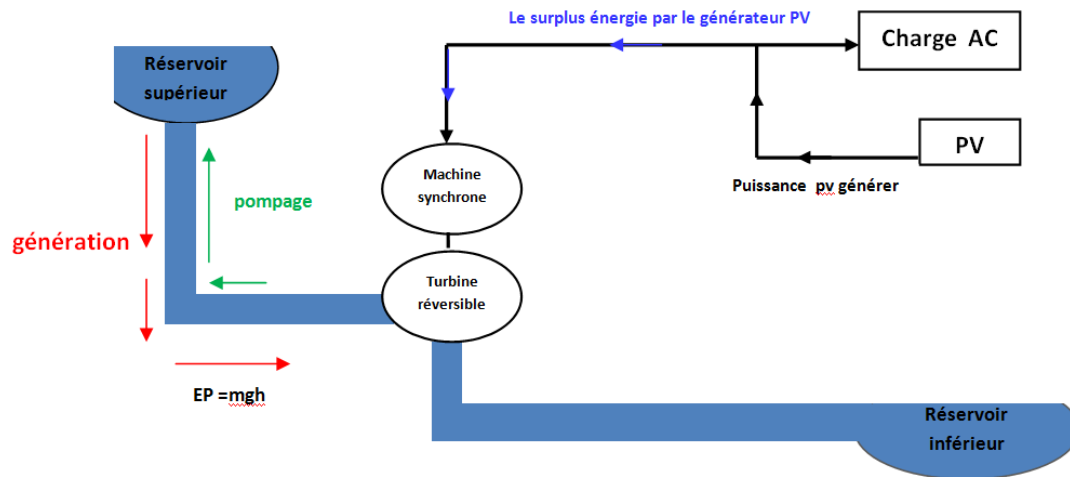 Le surplus énergie par le générateur PV
Charge AC
Réservoir
supérieur
PV
Machine
synchrone
Puissance pv générer
pompage
génération
Turbine
réversible
EP =mgh
Réservoir
inférieur